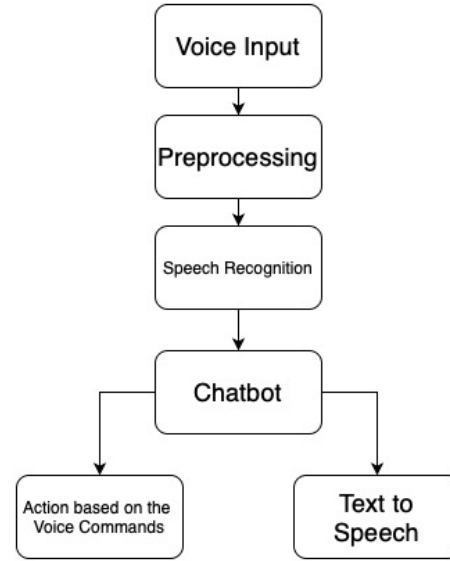 Voice Input
Preprocessing
Speech Recognition
Chatbot
Action based on the
Voice Commands
Text to
Speech